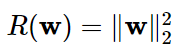 R(𝐰) = ‖𝐰‖₂²